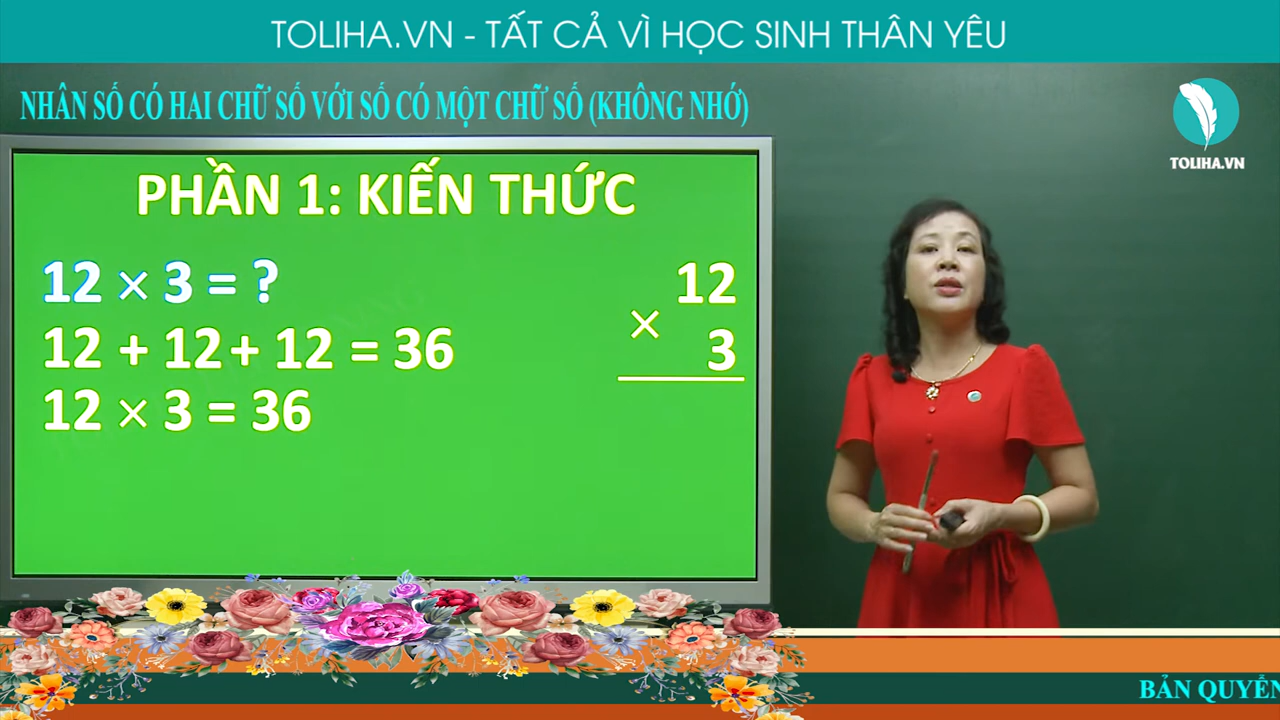 TOLIHA.VN - TẤT CẢ VÌ HỌC SINH THÂN YÊU
NHÂN SỐ CÓ HAI CHỮ SỐ VỚI SỐ CÓ MỘT CHỮ SỐ (KHÔNG NHỚ)
TOLIHA.VN
PHẦN 1: KIẾN THỨC
12 × 3 = ?
12 + 12 + 12 = 36
12 × 3 = 36
12
×
3
BẢN QUYỀN